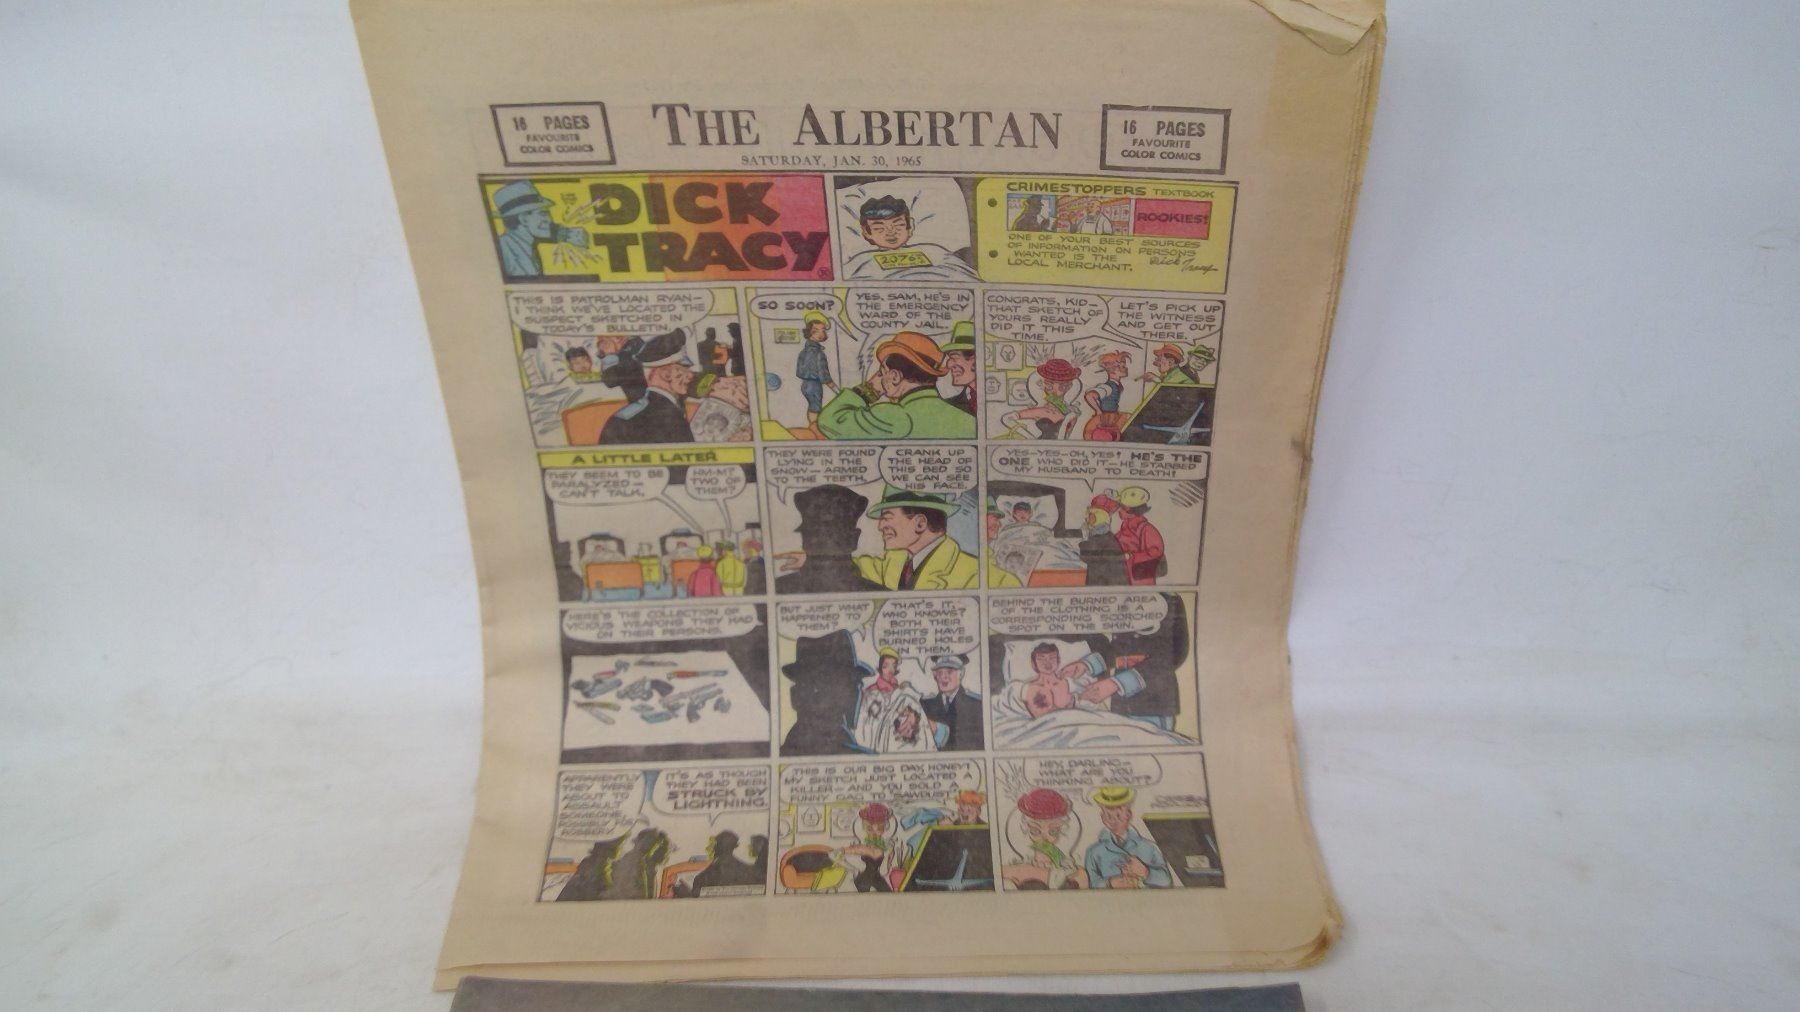 16 PAGES
FAVOURITE
COLOR COMICS
THE ALBERTAN
SATURDAY, JAN. 30, 1965
16 PAGES
FAVOURITE
COLOR COMICS
DICK
TRACY
CRIMESTOPPERS TEXTBOOK
ROOKIES!
ONE OF YOUR BEST SOURCES
OF INFORMATION ON PERSONS
WANTED IS THE
LOCAL MERCHANT.
Dick Tracy
THIS IS PATROLMAN RYAN—
I THINK WE'VE LOCATED THE
SUSPECT SKETCHED IN
TODAY'S BULLETIN.
SO SOON?
YES, SAM, HE'S IN
THE EMERGENCY
WARD OF THE
COUNTY JAIL.
CONGRATS, KID—
THAT SKETCH OF
YOURS REALLY
DID IT THIS
TIME.
LET'S PICK UP
THE WITNESS
AND GET OUT
THERE.
A LITTLE LATER
THEY SEEM TO BE
PARALYZED—
CAN'T TALK.
HM-M?
TWO OF
THEM?
THEY WERE FOUND
LYING IN THE
SNOW—ARMED
TO THE TEETH.
CRANK UP
THE HEAD OF
THIS BED SO
WE CAN SEE
HIS FACE.
YES—YES—OH, YES! HE'S THE
ONE WHO DID IT—HE STABBED
MY HUSBAND TO DEATH!
HERE'S THE COLLECTION OF
VICIOUS WEAPONS THEY HAD
ON THEIR PERSONS.
BUT JUST WHAT
HAPPENED TO
THEM?
THAT'S IT.
WHO KNOWS?
BOTH THEIR
SHIRTS HAVE
BURNED HOLES
IN THEM.
BEHIND THE BURNED AREA
OF THE CLOTHING IS A
CORRESPONDING SCORCHED
SPOT ON THE SKIN.
APPARENTLY
THEY WERE
ABOUT TO
ASSAULT
SOMEONE,
POSSIBLY FOR
ROBBERY.
IT'S AS THOUGH
THEY HAD BEEN
STRUCK BY
LIGHTNING.
THIS IS OUR BIG DAY, HONEY!
MY SKETCH JUST LOCATED A
KILLER—AND YOU SOLD A
FUNNY GAG TO "SAWDUST"
HEY, DARLING—
WHAT ARE YOU
THINKING ABOUT?